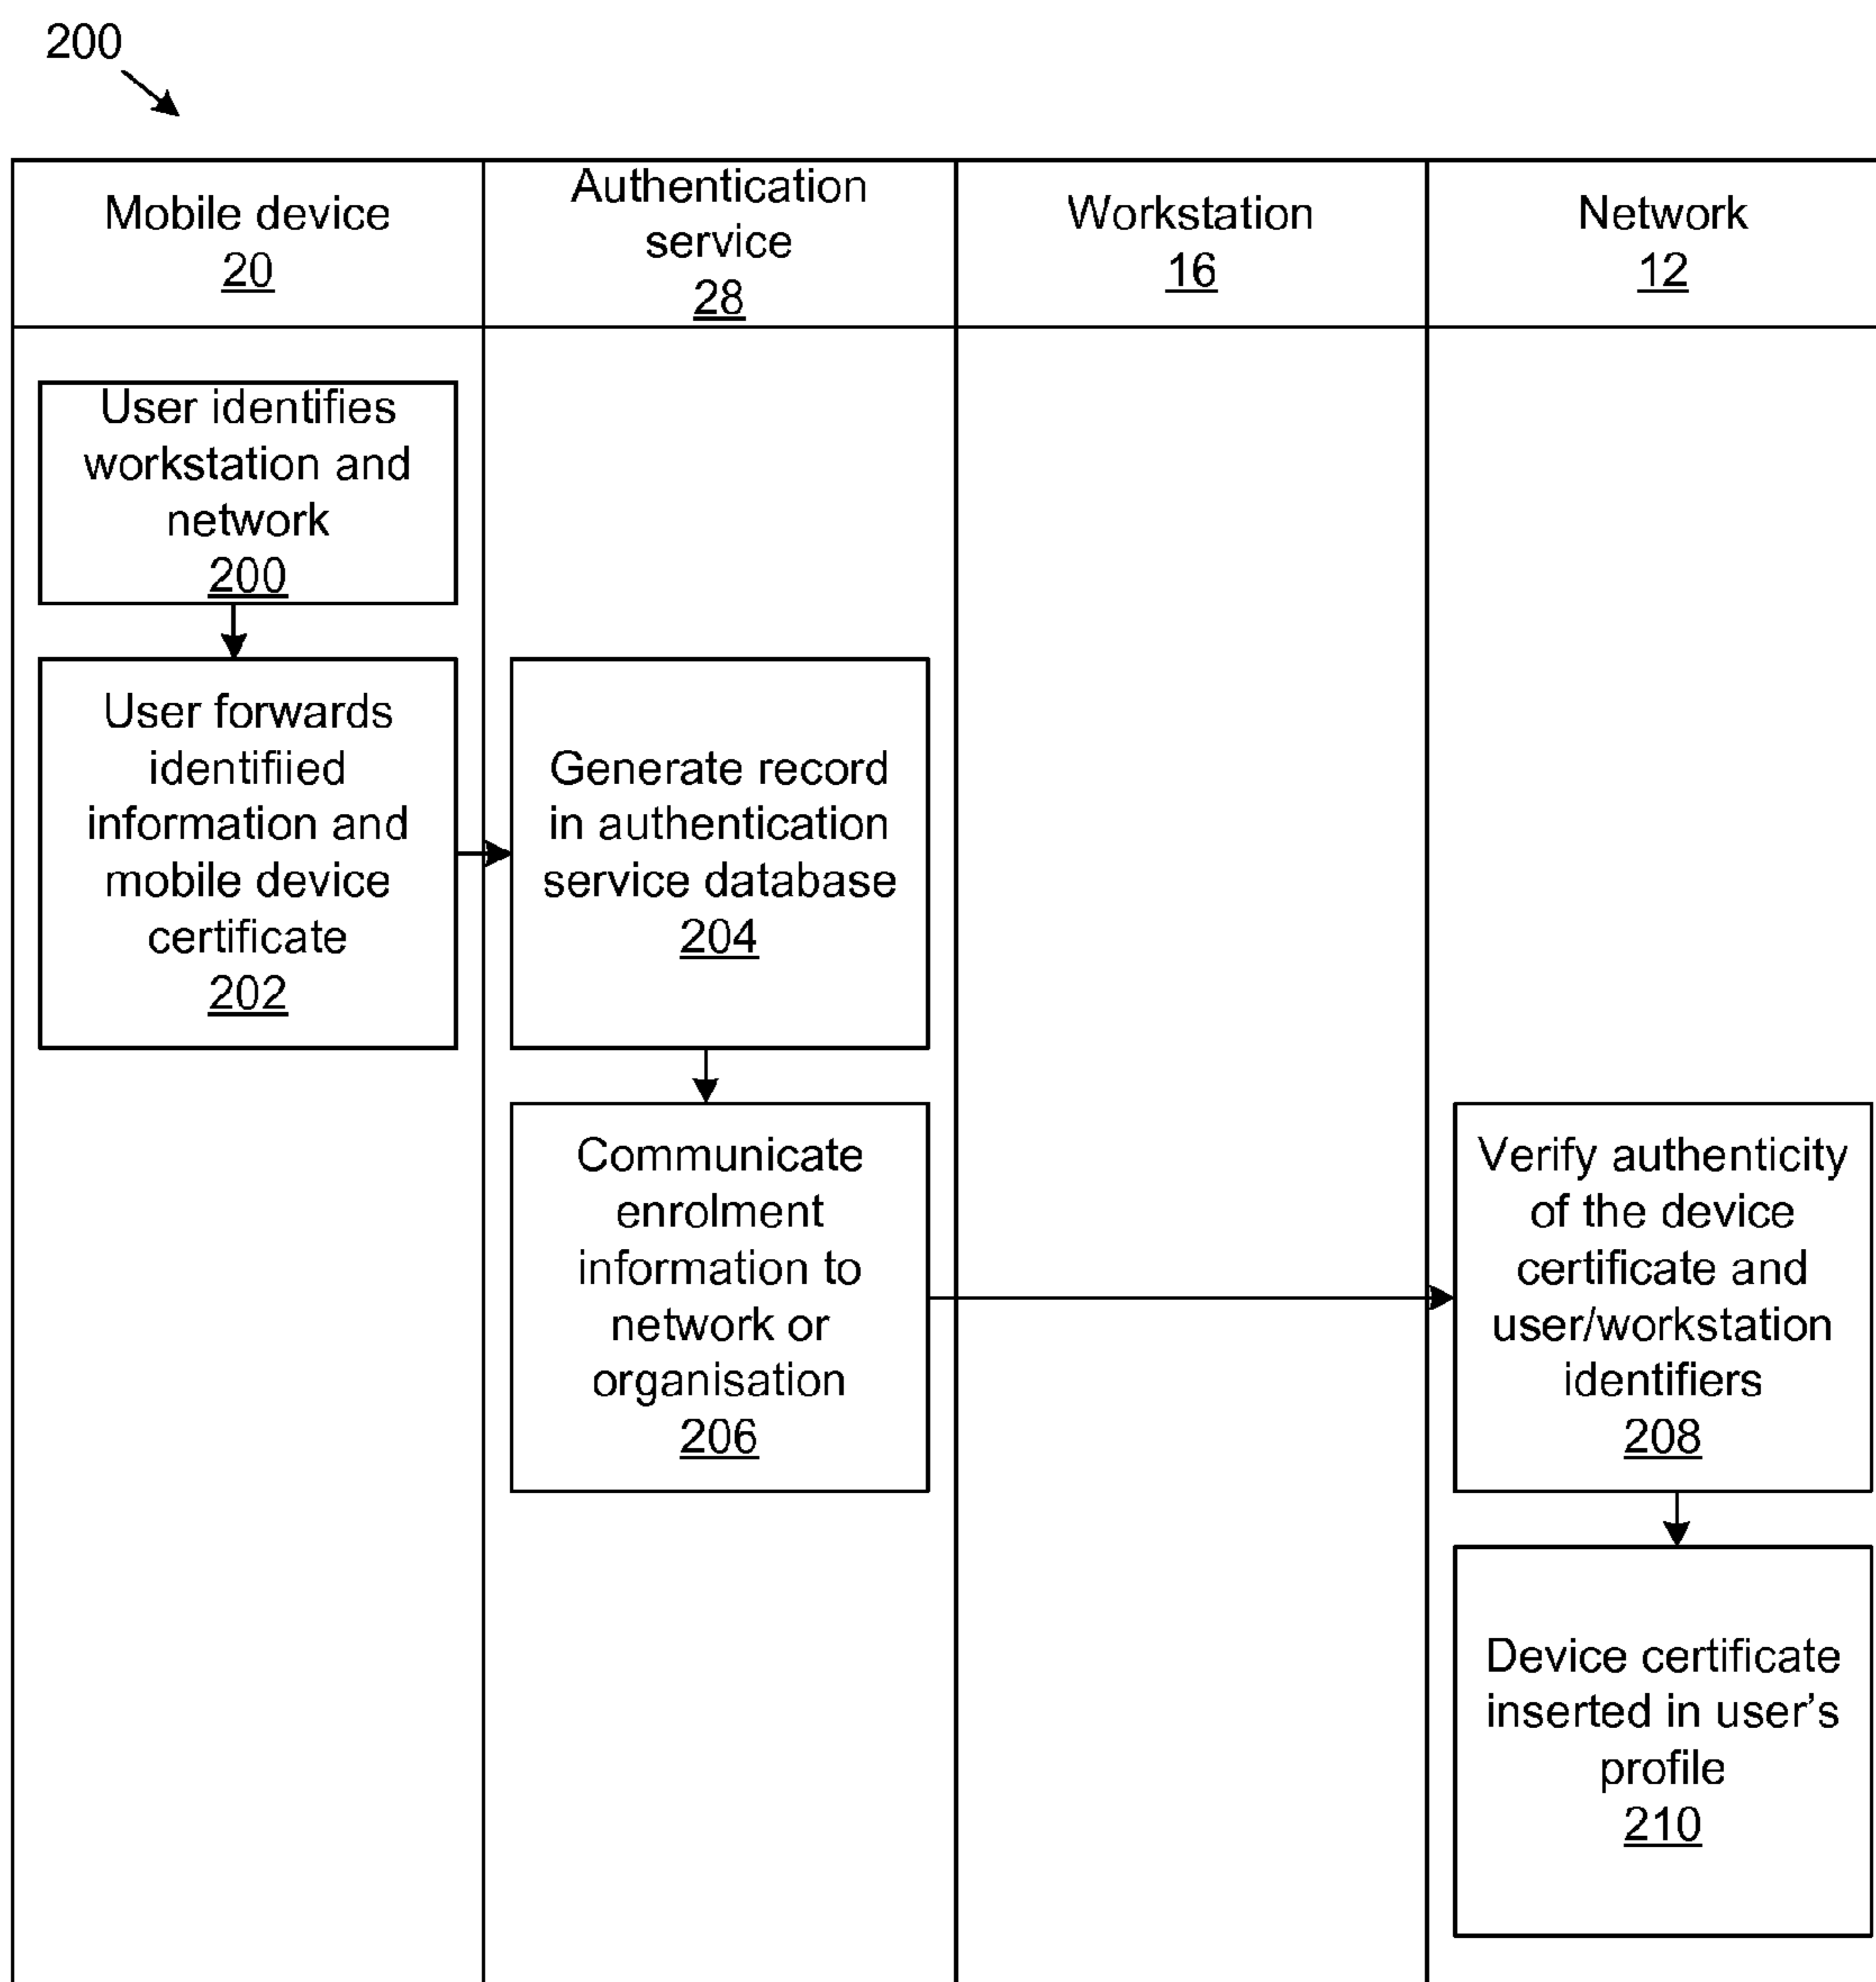 200
Mobile device
20
Authentication
service
28
Workstation
16
Network
12
User identifies
workstation and
network
200
User forwards
identifiied
information and
mobile device
certificate
202
Generate record
in authentication
service database
204
Communicate
enrolment
information to
network or
organisation
206
Verify authenticity
of the device
certificate and
user/workstation
identifiers
208
Device certificate
inserted in user’s
profile
210